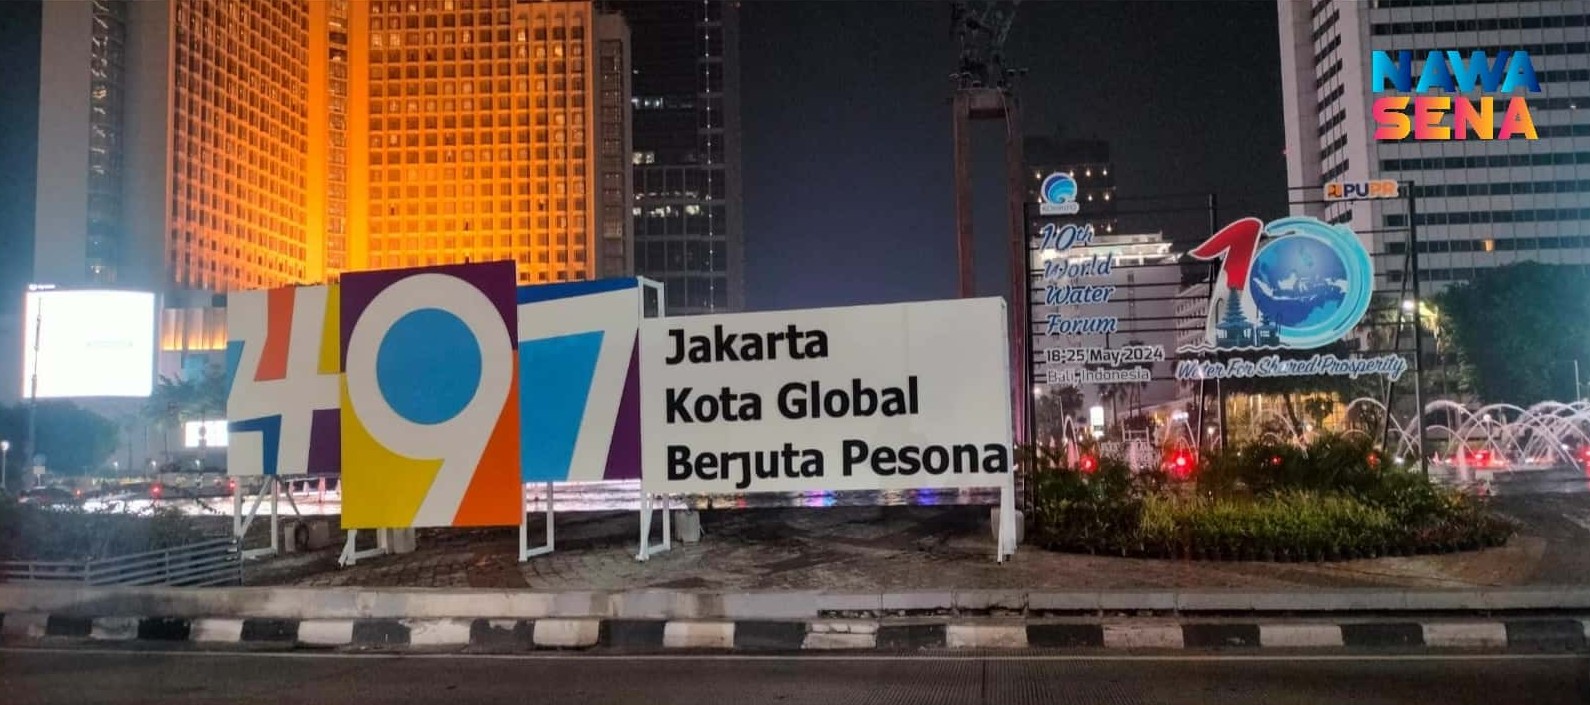 NAWA
SENA
497
Jakarta
Kota Global
Berjuta Pesona
KOMINFO
PUPR
10th
World
Water
Forum
18-25 May 2024
Bali, Indonesia
10
Water For Shared Prosperity